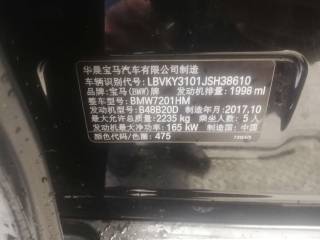 华晨宝马汽车有限公司制造
车辆识别代号: LBVKY3101JSH38610
品牌: 宝马(BMW)牌 发动机排量: 1998 ml
整车型号: BMW7201HM
发动机型号: B48B20D 制造年月: 2017.10
最大允许总质量: 2235 kg 乘坐人数: 5 人
发动机最大净功率: 165 kW 制造国: 中国
颜色代码/色菌: 475